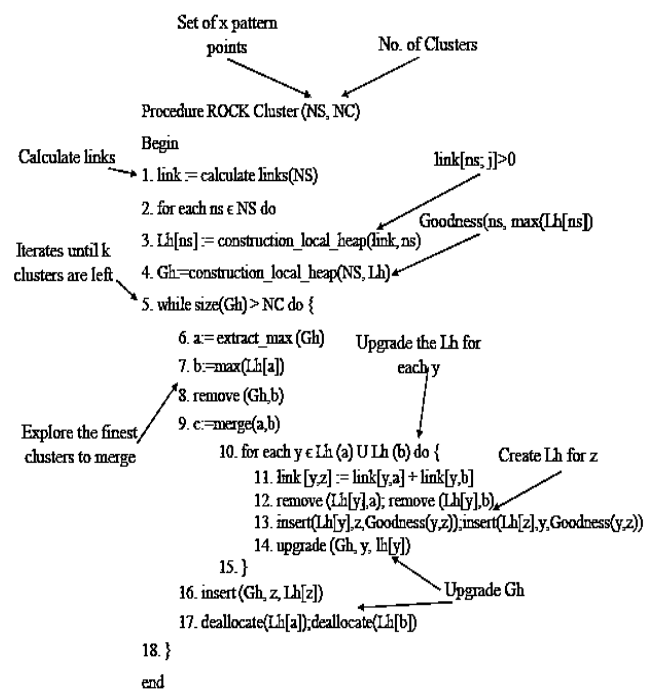 Set of x pattern
points
No. of Clusters
Procedure ROCK Cluster (NS, NC)
Begin
Calculate links
1. link := calculate links(NS)
link[ns; j]>0
2. for each ns ϵ NS do
Goodness(ns, max(Lh[ns])
3. Lh[ns] := construction_local_heap(link, ns)
Iterates until k
clusters are left
4. Gh:=construction_local_heap(NS, Lh)
5. while size(Gh) > NC do {
6. a:= extract_max (Gh)
Upgrade the Lh for
each y
7. b:=max(Lh[a])
8. remove (Gh,b)
9. c:=merge(a,b)
Explore the finest
clusters to merge
10. for each y ϵ Lh (a) U Lh (b) do {
Create Lh for z
11. link [y,z] := link[y,a] + link[y,b]
12. remove (Lh[y],a); remove (Lh[y],b)
13. insert(Lh[y],z,Goodness(y,z));insert(Lh[z],y,Goodness(y,z))
14. upgrade (Gh, y, lh[y])
15. }
16. insert (Gh, z, Lh[z])
Upgrade Gh
17. deallocate(Lh[a]);deallocate(Lh[b])
18. }
end